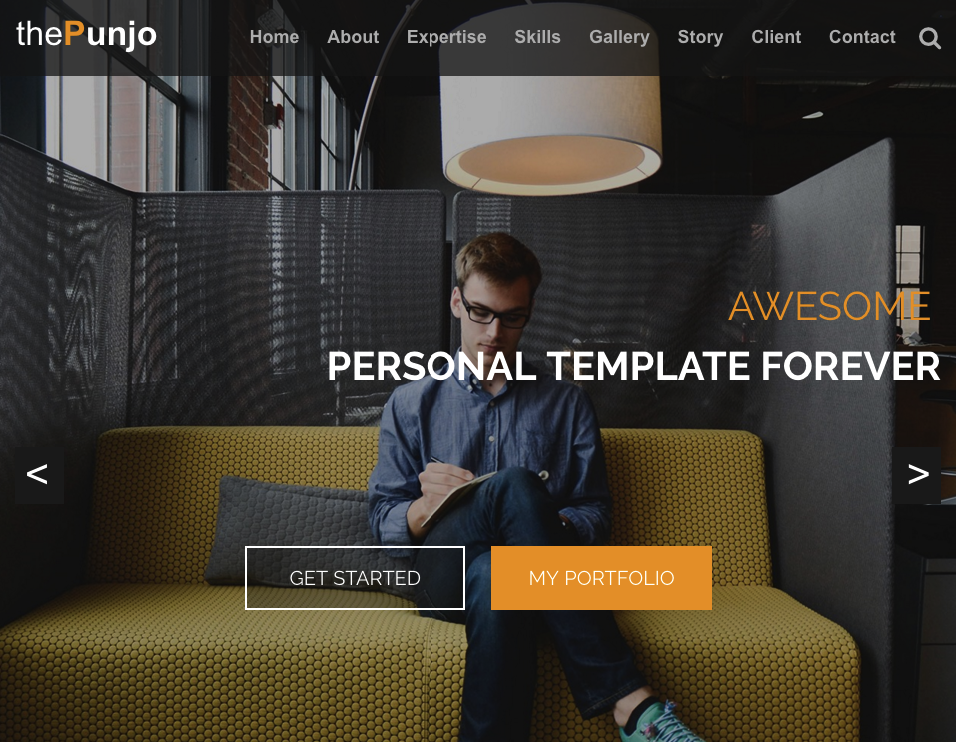 thePunjo Home About Expertise Skills Gallery Story Client Contact
AWESOME
PERSONAL TEMPLATE FOREVER
< >
GET STARTED MY PORTFOLIO